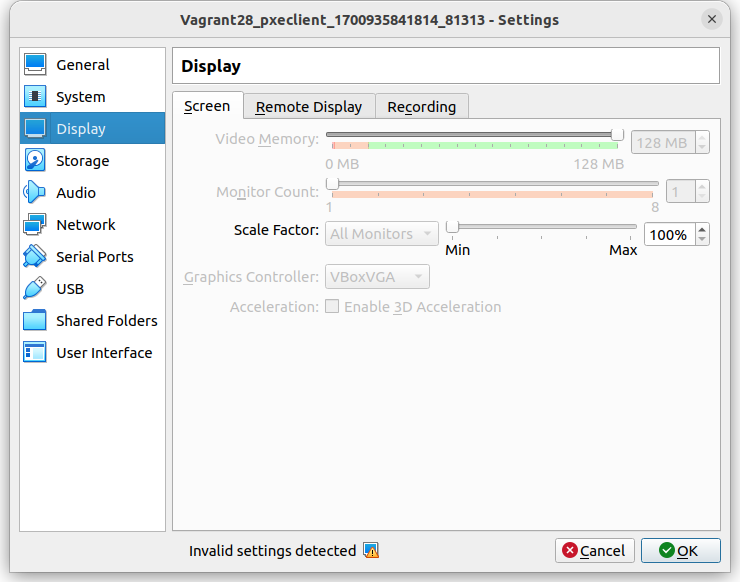 Vagrant28_pxeclient_1700935841814_81313 - Settings
General
System
Display
Storage
Audio
Network
Serial Ports
USB
Shared Folders
User Interface
Display
Screen
Remote Display
Recording
Video Memory:
128 MB
0 MB
128 MB
Monitor Count:
1
1
8
Scale Factor:
All Monitors
100%
Min
Max
Graphics Controller:
VBoxVGA
Acceleration:
Enable 3D Acceleration
Invalid settings detected
Cancel
OK